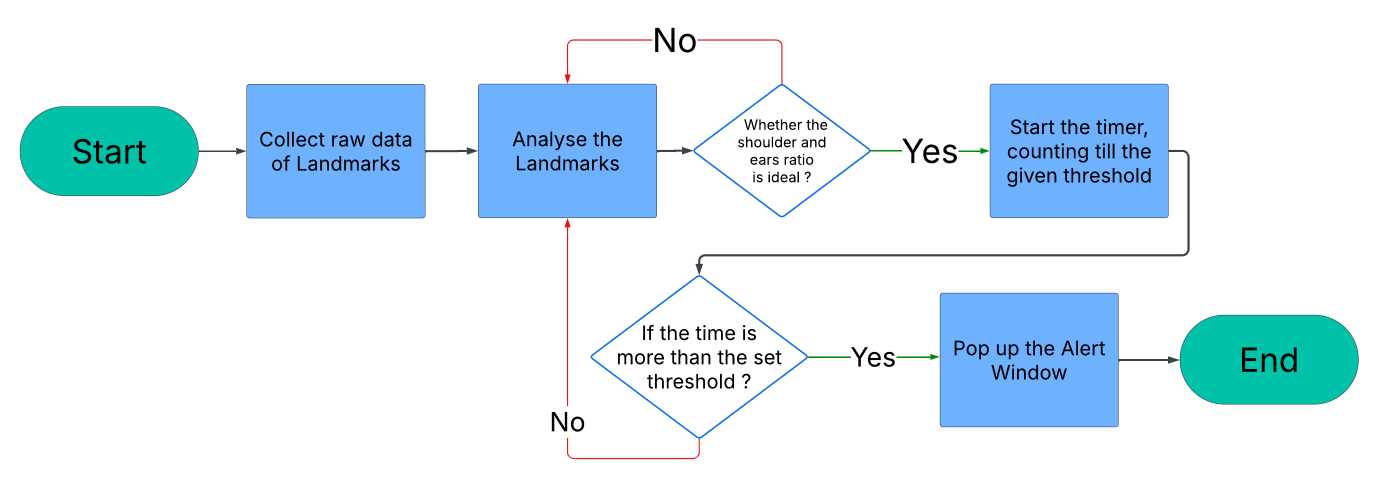 No
Start
Collect raw data
of Landmarks
Analyse the
Landmarks
Whether the
shoulder and
ears ratio
is ideal ?
Yes
Start the timer,
counting till the
given threshold
If the time is
more than the set
threshold ?
Yes
Pop up the Alert
Window
End
No